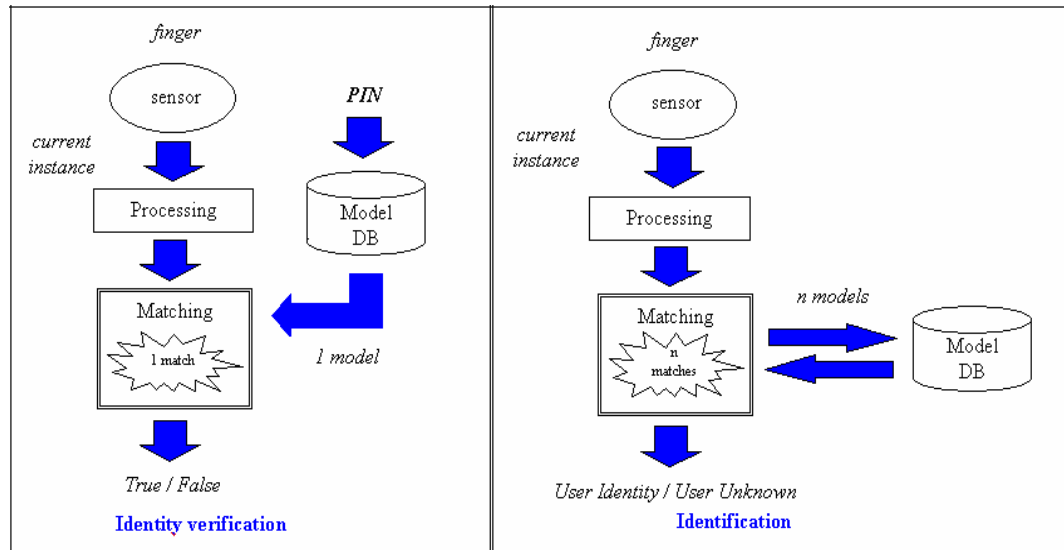 finger
sensor
PIN
current
instance
Processing
Model
DB
Matching
1 match
1 model
True / False
Identity verification
finger
sensor
current
instance
Processing
Matching
n
matches
n models
Model
DB
User Identity / User Unknown
Identification